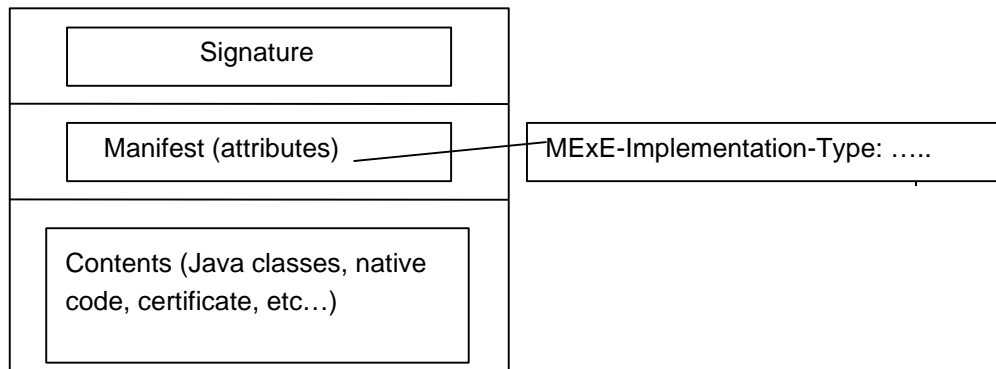 Signature
Manifest (attributes)
MExE-Implementation-Type: …..
Contents (Java classes, native
code, certificate, etc…)